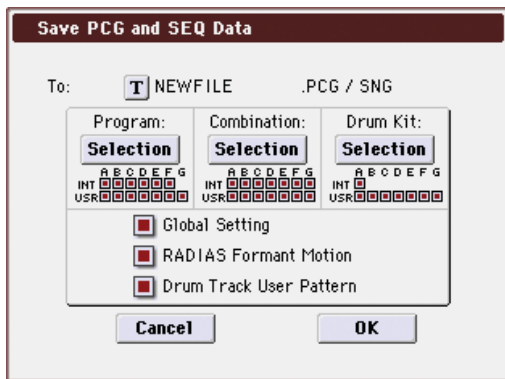 Save PCG and SEQ Data
To: T NEWFILE .PCG / SNG
Program: Combination: Drum Kit:
Selection Selection Selection
A B C D E F G A B C D E F G A B C D E F G
INT INT INT
USR USR USR
Global Setting
RADIAS Formant Motion
Drum Track User Pattern
Cancel OK